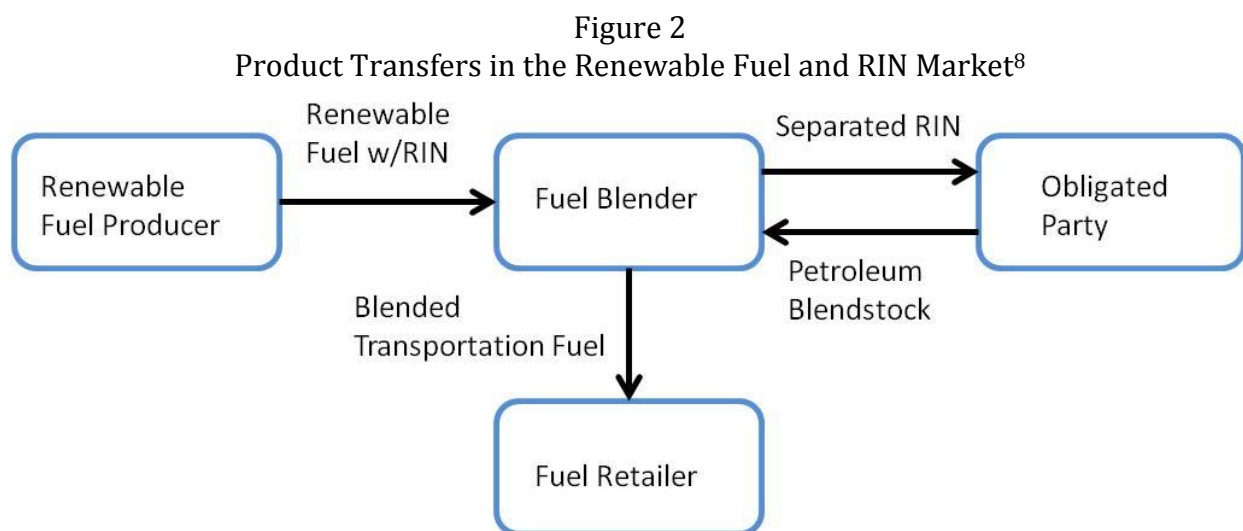 Figure 2
Product Transfers in the Renewable Fuel and RIN Market⁸
Renewable
Fuel w/RIN
Separated RIN
Renewable
Fuel Producer
Fuel Blender
Obligated
Party
Petroleum
Blendstock
Blended
Transportation Fuel
Fuel Retailer